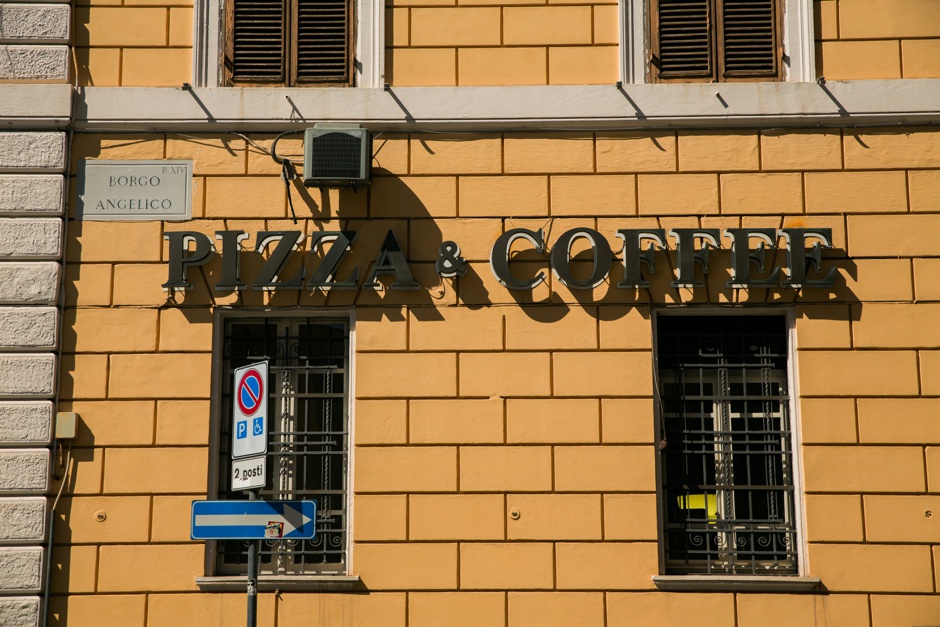 R. XIV
BORGO
ANGELICO
PIZZA & COFFEE
P
2 posti